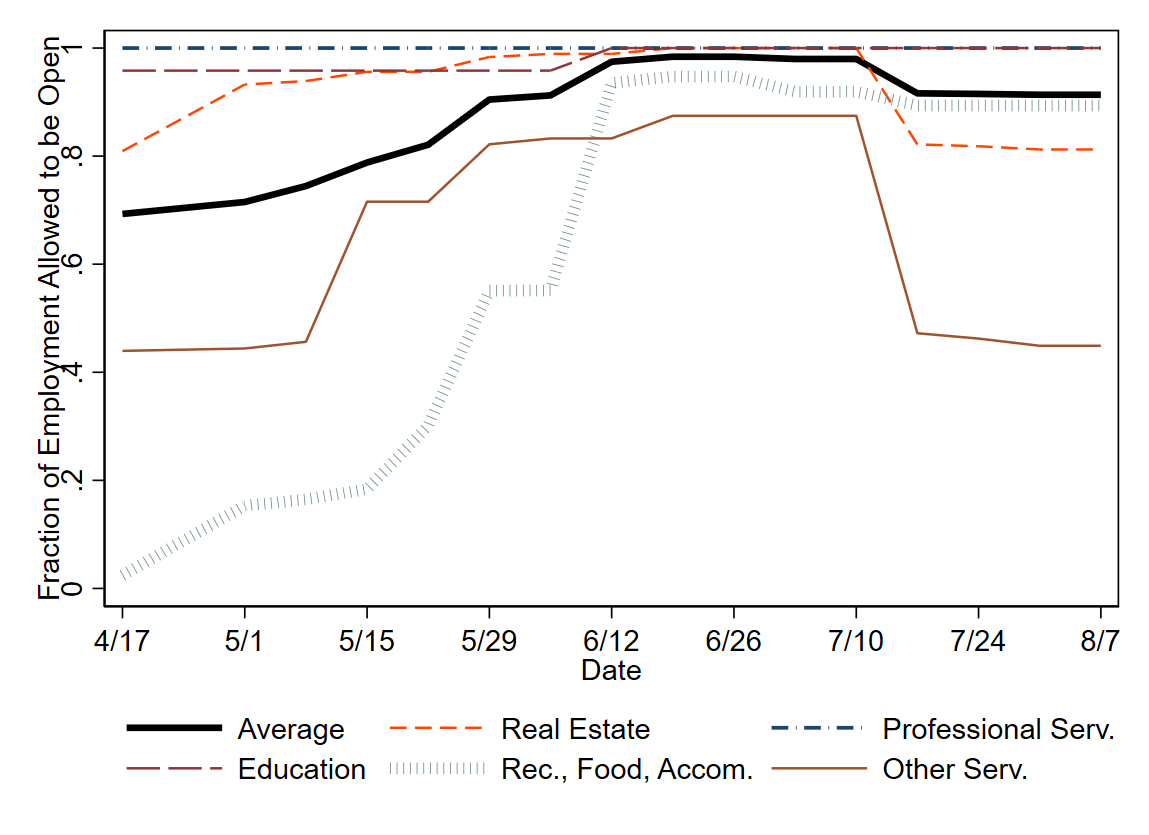 Fraction of Employment Allowed to be Open
1
.8
.6
.4
.2
0
4/17 5/1 5/15 5/29 6/12 6/26 7/10 7/24 8/7
Date
Average Real Estate Professional Serv.
Education Rec., Food, Accom. Other Serv.